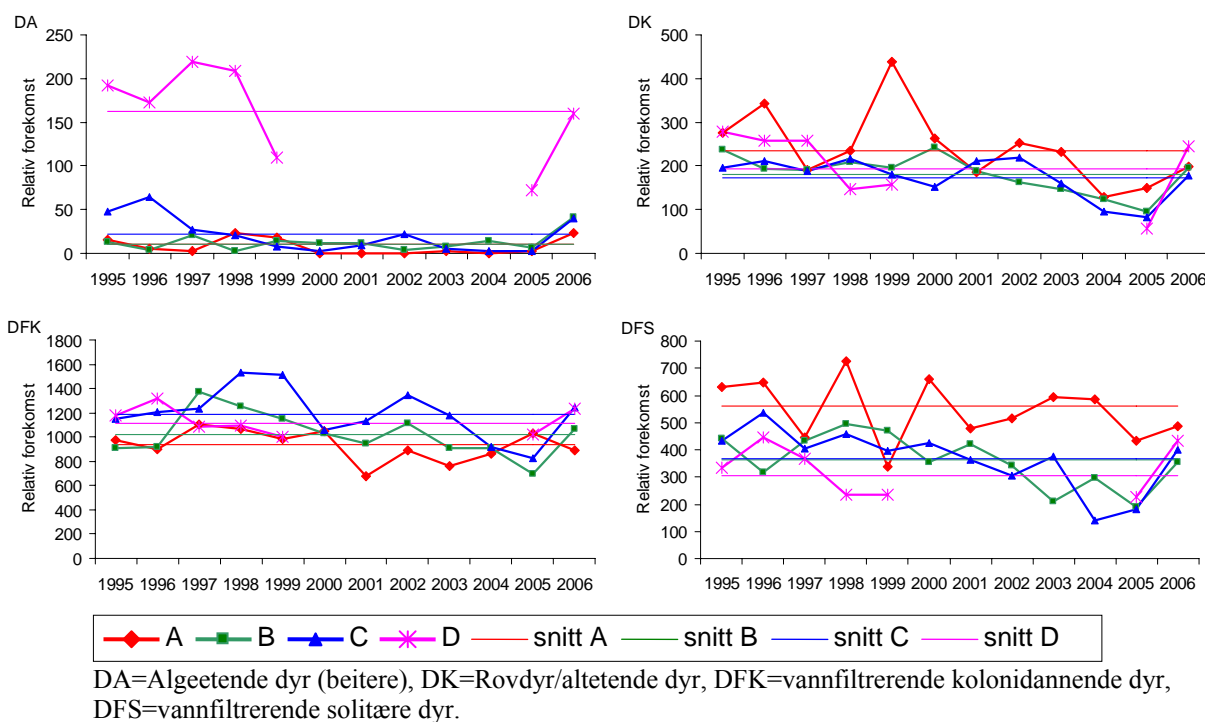 DA
Relativ forekomst
250
200
150
100
50
0
1995 1996 1997 1998 1999 2000 2001 2002 2003 2004 2005 2006
DK
Relativ forekomst
500
400
300
200
100
0
1995 1996 1997 1998 1999 2000 2001 2002 2003 2004 2005 2006
DFK
Relativ forekomst
1800
1600
1400
1200
1000
800
600
400
200
0
1995 1996 1997 1998 1999 2000 2001 2002 2003 2004 2005 2006
DFS
Relativ forekomst
800
700
600
500
400
300
200
100
0
1995 1996 1997 1998 1999 2000 2001 2002 2003 2004 2005 2006
A B C D snitt A snitt B snitt C snitt D
DA=Algeetende dyr (beitere), DK=Rovdyr/altetende dyr, DFK=vannfiltrerende kolonidannende dyr,
DFS=vannfiltrerende solitære dyr.